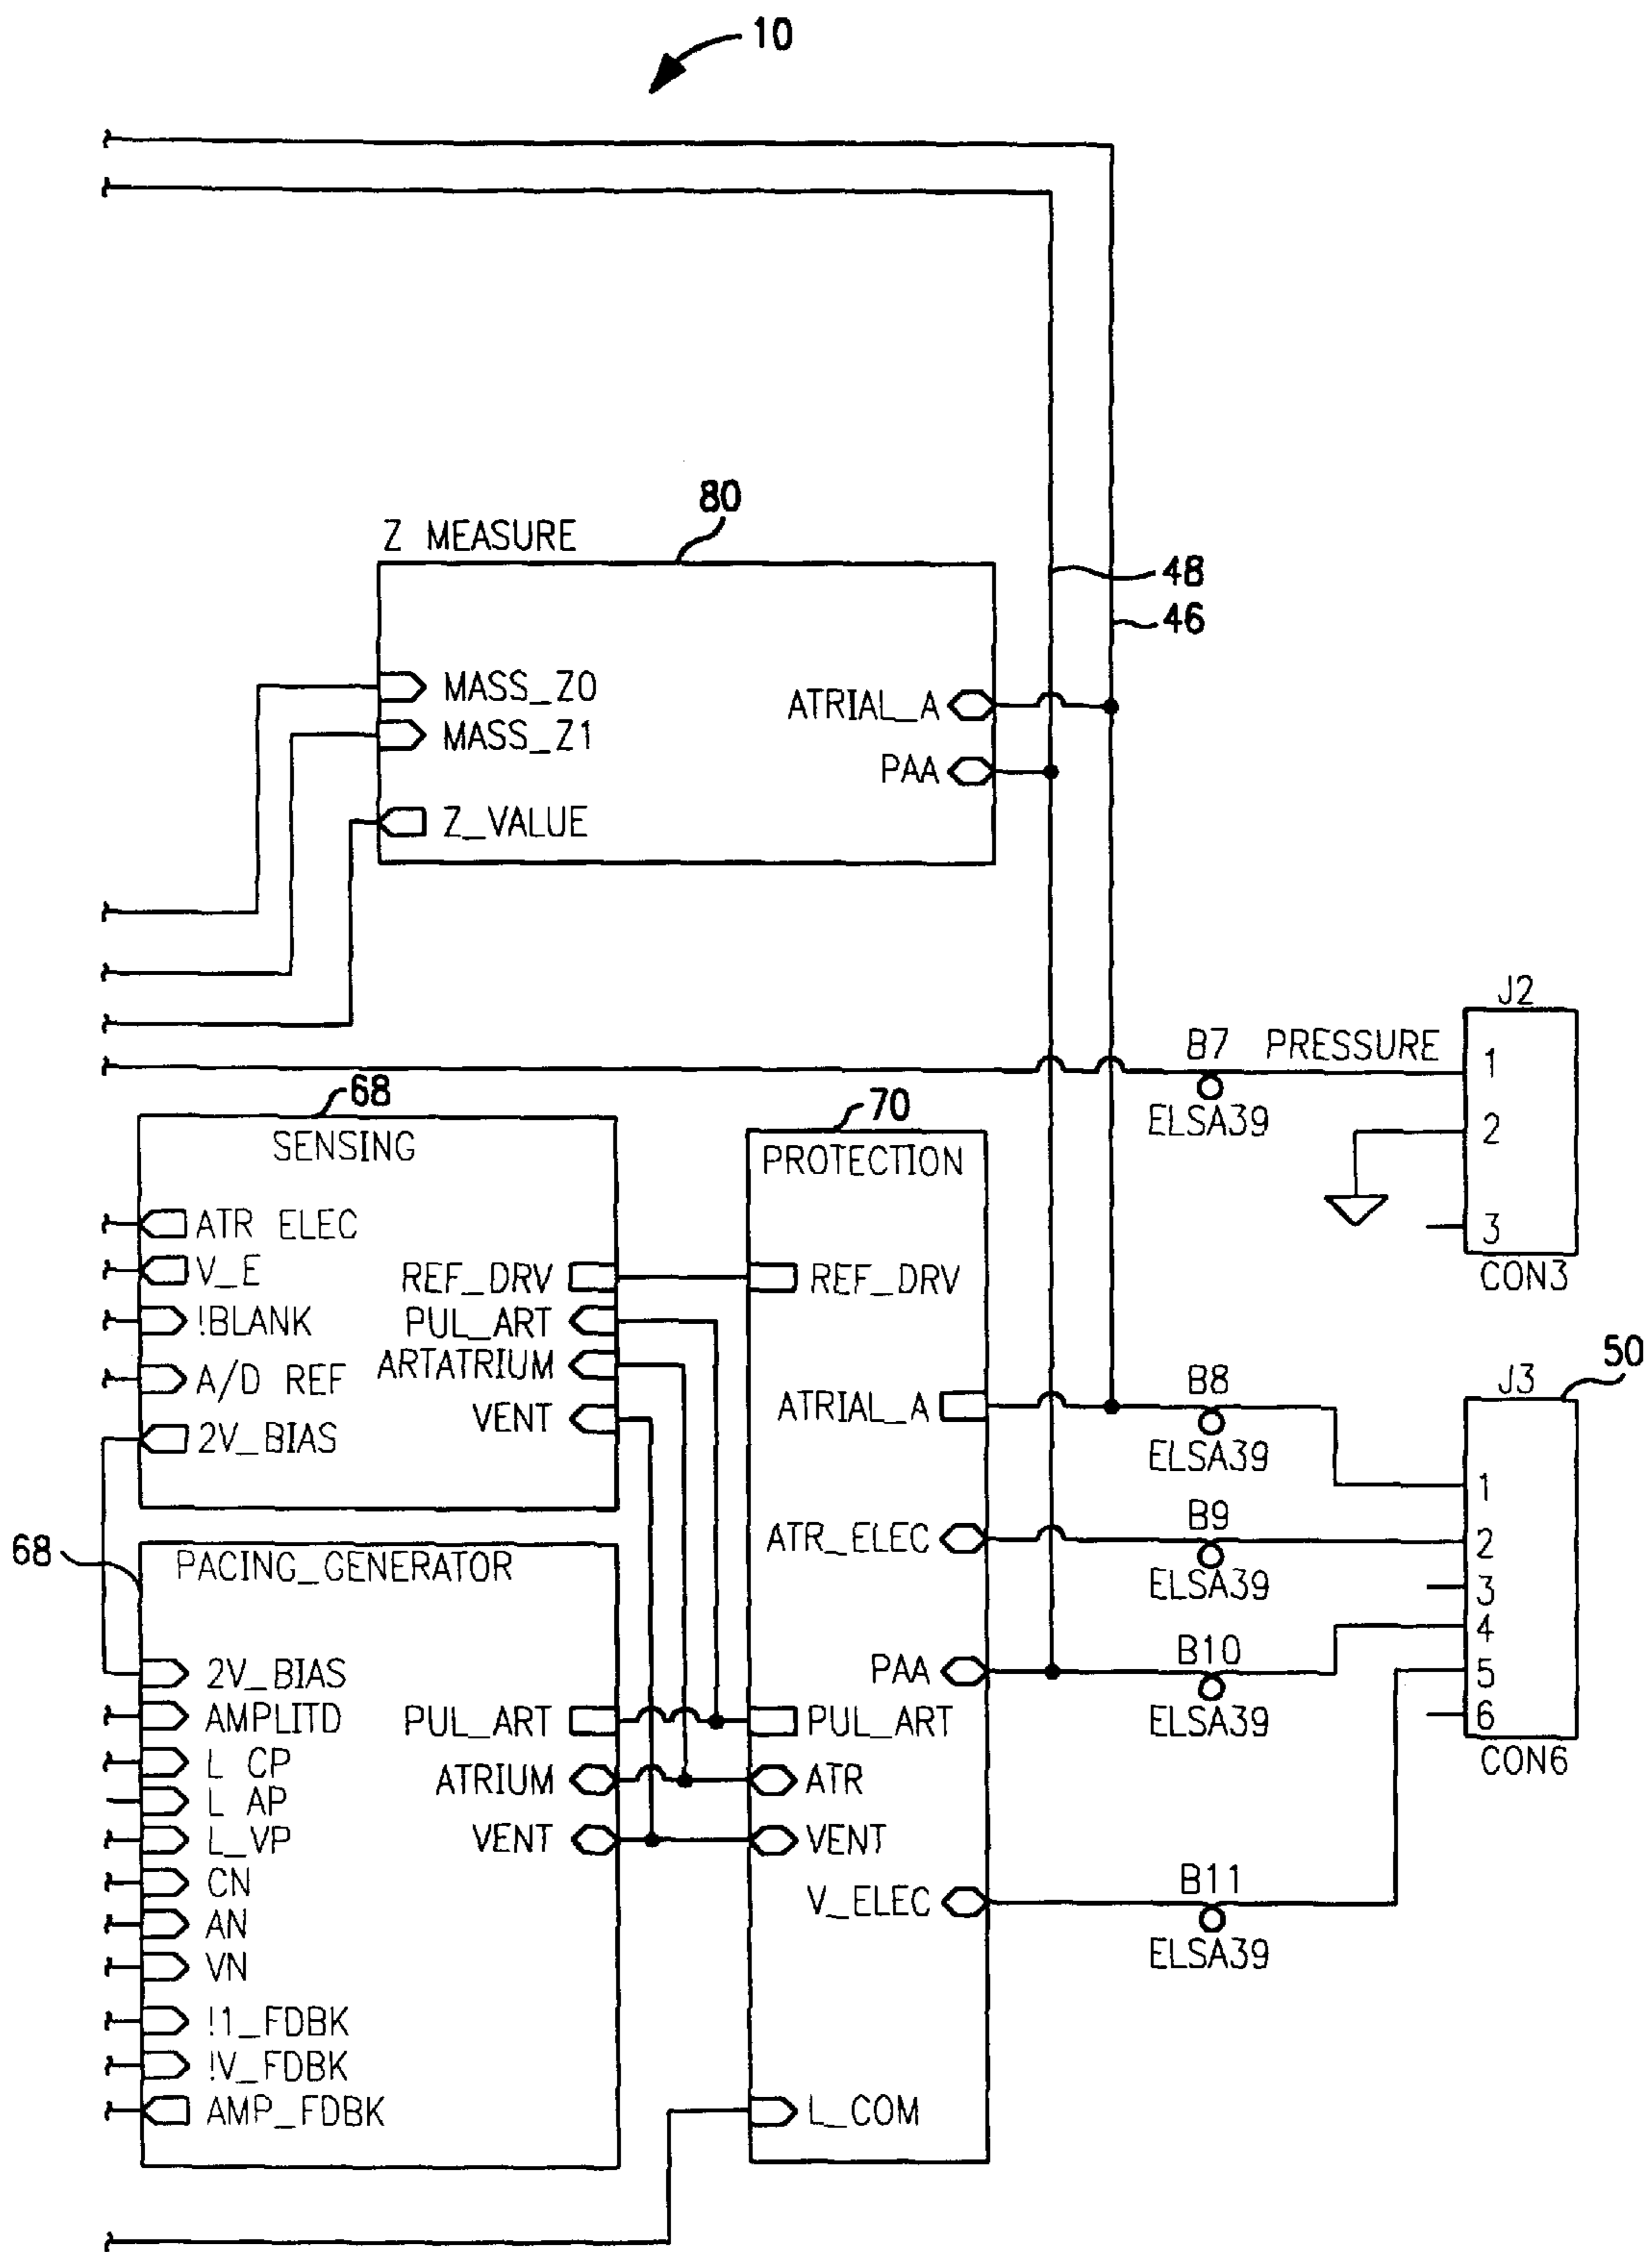 10
80
Z MEASURE
48
46
MASS_Z0
MASS_Z1
Z_VALUE
ATRIAL_A
PAA
J2
B7 PRESSURE
ELSA39
1
2
3
CON3
68
SENSING
ATR ELEC
V_E
!BLANK
A/D REF
2V_BIAS
REF_DRV
PUL_ART
ARTATRIUM
VENT
70
PROTECTION
REF_DRV
ATRIAL_A
ATR_ELEC
PAA
PUL_ART
ATR
VENT
V_ELEC
L_COM
B8
ELSA39
B9
ELSA39
B10
ELSA39
B11
ELSA39
J3
50
1
2
3
4
5
6
CON6
68
PACING_GENERATOR
2V_BIAS
AMPLITD
L CP
L AP
L_VP
CN
AN
VN
!1_FDBK
!V_FDBK
AMP_FDBK
PUL_ART
ATRIUM
VENT